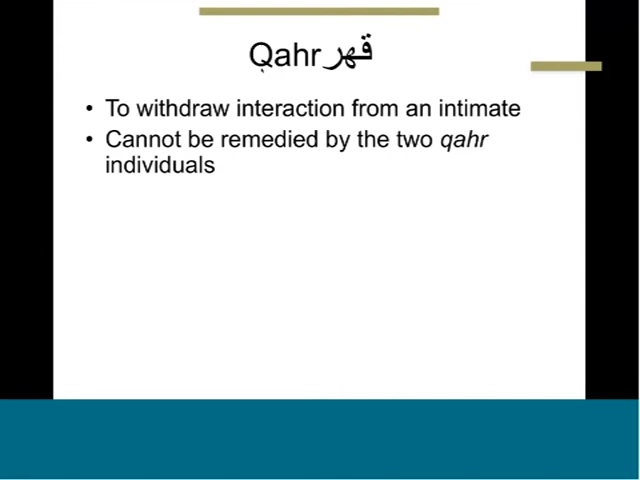 Qahr قهر
• To withdraw interaction from an intimate
• Cannot be remedied by the two qahr
individuals